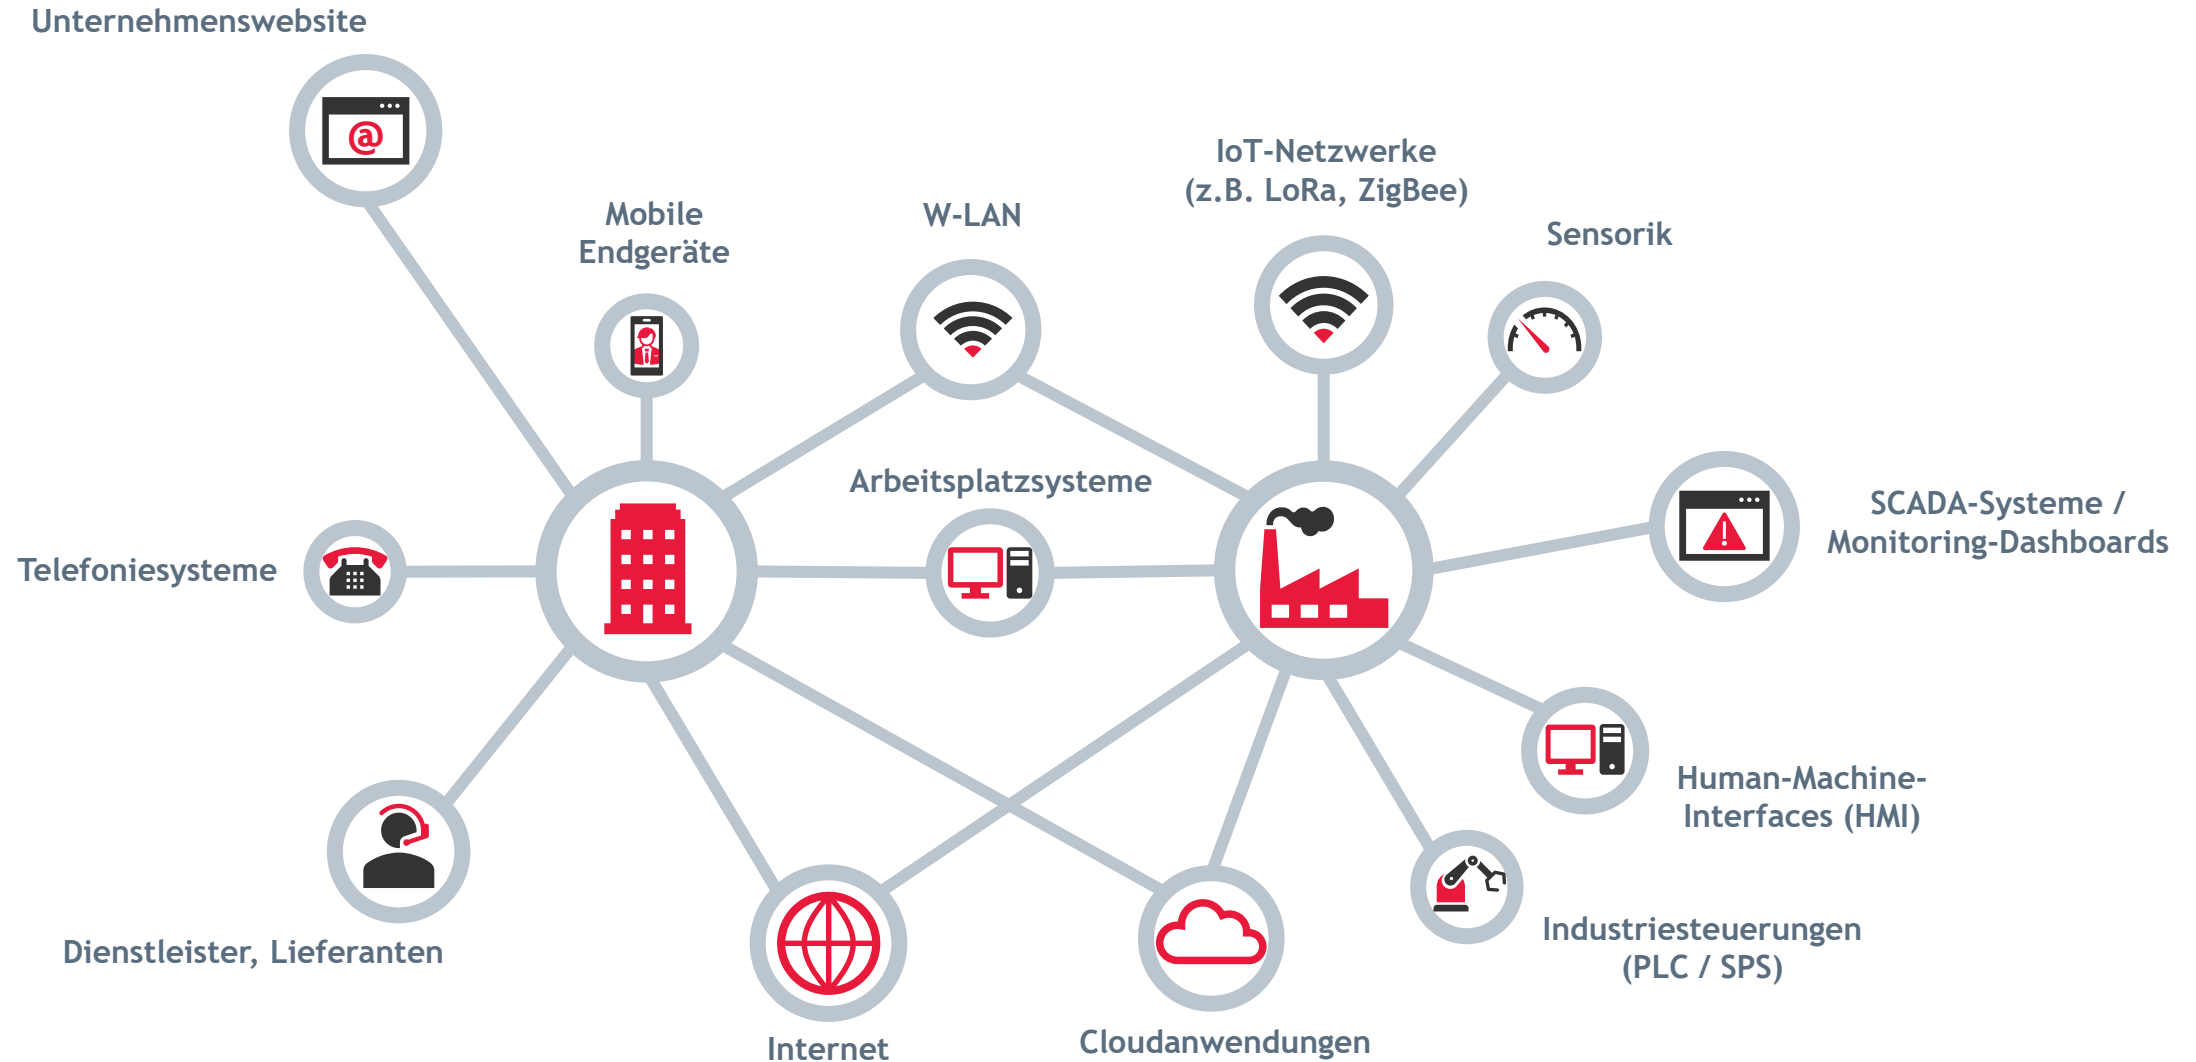 Unternehmenswebsite
@
Mobile
Endgeräte
W-LAN
IoT-Netzwerke
(z.B. LoRa, ZigBee)
Sensorik
Arbeitsplatzsysteme
SCADA-Systeme /
Monitoring-Dashboards
Telefoniesysteme
Human-Machine-
Interfaces (HMI)
Industriesteuerungen
(PLC / SPS)
Dienstleister, Lieferanten
Internet
Cloudanwendungen